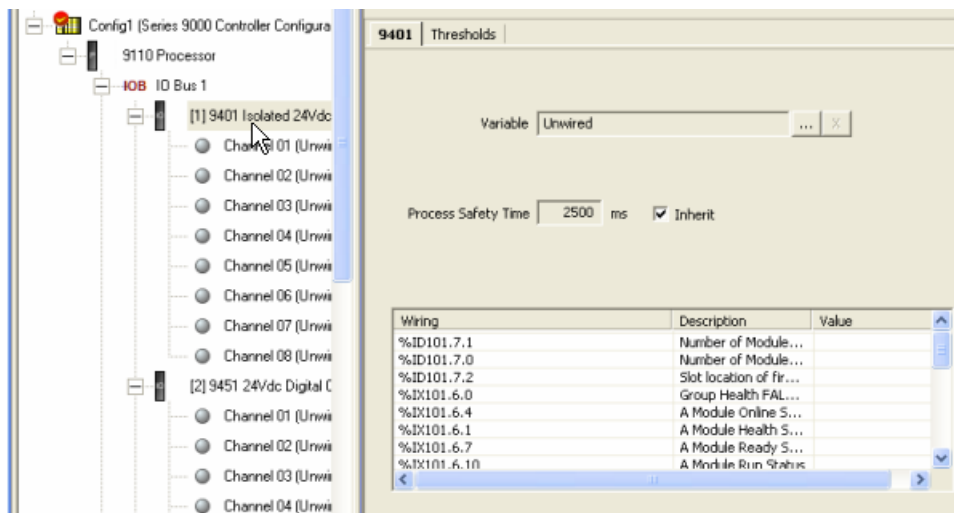 Config1 (Series 9000 Controller Configura
9110 Processor
IOB IO Bus 1
[1] 9401 Isolated 24Vdc
Channel 01 (Unwi
Channel 02 (Unwi
Channel 03 (Unwi
Channel 04 (Unwi
Channel 05 (Unwi
Channel 06 (Unwi
Channel 07 (Unwi
Channel 08 (Unwi
[2] 9451 24Vdc Digital O
Channel 01 (Unwi
Channel 02 (Unwi
Channel 03 (Unwi
Channel 04 (Unwi
9401 Thresholds
Variable Unwired ... X
Process Safety Time 2500 ms Inherit
Wiring Description Value
%ID101.7.1 Number of Module...
%ID101.7.0 Number of Module...
%ID101.7.2 Slot location of fir...
%IX101.6.0 Group Health FAL...
%IX101.6.4 A Module Online S...
%IX101.6.1 A Module Health S...
%IX101.6.7 A Module Ready S...
%IX101.6.10 A Module Run Status